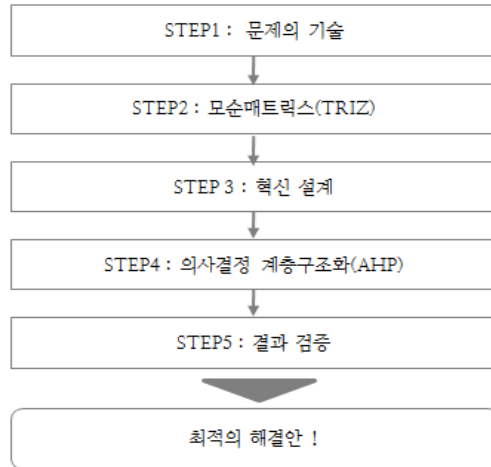 STEP1 : 문제의 기술
STEP2 : 모순매트릭스(TRIZ)
STEP 3 : 혁신 설계
STEP4 : 의사결정 계층구조화(AHP)
STEP5 : 결과 검증
최적의 해결안 !